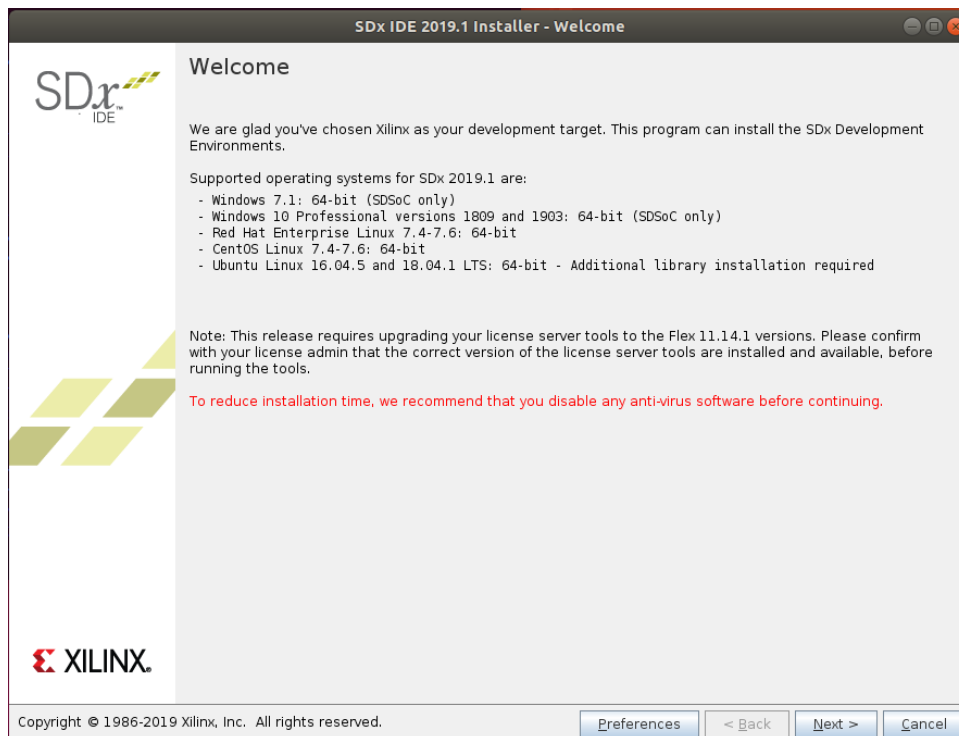 SDx IDE 2019.1 Installer - Welcome
SDx™
IDE
Welcome
We are glad you've chosen Xilinx as your development target. This program can install the SDx Development
Environments.
Supported operating systems for SDx 2019.1 are:
- Windows 7.1: 64-bit (SDSoC only)
- Windows 10 Professional versions 1809 and 1903: 64-bit (SDSoC only)
- Red Hat Enterprise Linux 7.4-7.6: 64-bit
- CentOS Linux 7.4-7.6: 64-bit
- Ubuntu Linux 16.04.5 and 18.04.1 LTS: 64-bit - Additional library installation required
Note: This release requires upgrading your license server tools to the Flex 11.14.1 versions. Please confirm
with your license admin that the correct version of the license server tools are installed and available, before
running the tools.
To reduce installation time, we recommend that you disable any anti-virus software before continuing.
XILINX.
Copyright © 1986-2019 Xilinx, Inc. All rights reserved.
Preferences
< Back
Next >
Cancel